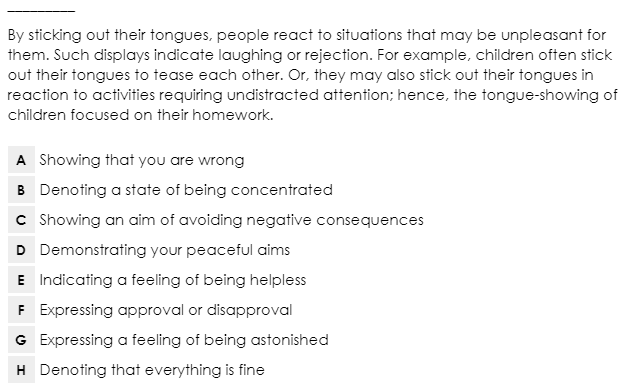 __________
By sticking out their tongues, people react to situations that may be unpleasant for
them. Such displays indicate laughing or rejection. For example, children often stick
out their tongues to tease each other. Or, they may also stick out their tongues in
reaction to activities requiring undistracted attention; hence, the tongue-showing of
children focused on their homework.
A Showing that you are wrong
B Denoting a state of being concentrated
C Showing an aim of avoiding negative consequences
D Demonstrating your peaceful aims
E Indicating a feeling of being helpless
F Expressing approval or disapproval
G Expressing a feeling of being astonished
H Denoting that everything is fine